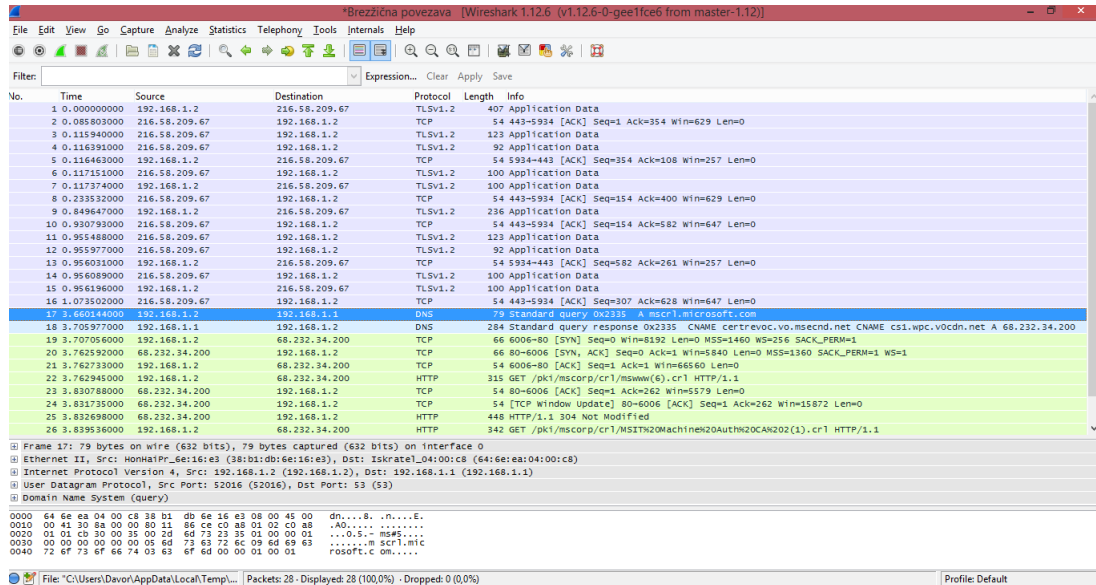 *Brezžična povezava [Wireshark 1.12.6 (v1.12.6-0-gee1fce6 from master-1.12)]
File Edit View Go Capture Analyze Statistics Telephony Tools Internals Help
Filter: Expression... Clear Apply Save
No. Time Source Destination Protocol Length Info
1 0.000000000 192.168.1.2 216.58.209.67 TLSv1.2 407 Application Data
2 0.085803000 216.58.209.67 192.168.1.2 TCP 54 443→5934 [ACK] Seq=1 Ack=354 Win=629 Len=0
3 0.115940000 216.58.209.67 192.168.1.2 TLSv1.2 123 Application Data
4 0.116391000 216.58.209.67 192.168.1.2 TLSv1.2 92 Application Data
5 0.116463000 192.168.1.2 216.58.209.67 TCP 54 5934→443 [ACK] Seq=354 Ack=108 Win=257 Len=0
6 0.117151000 216.58.209.67 192.168.1.2 TLSv1.2 100 Application Data
7 0.117374000 192.168.1.2 216.58.209.67 TLSv1.2 100 Application Data
8 0.233532000 216.58.209.67 192.168.1.2 TCP 54 443→5934 [ACK] Seq=154 Ack=400 Win=629 Len=0
9 0.849647000 192.168.1.2 216.58.209.67 TLSv1.2 236 Application Data
10 0.930793000 216.58.209.67 192.168.1.2 TCP 54 443→5934 [ACK] Seq=154 Ack=582 Win=647 Len=0
11 0.955488000 216.58.209.67 192.168.1.2 TLSv1.2 123 Application Data
12 0.955977000 216.58.209.67 192.168.1.2 TLSv1.2 92 Application Data
13 0.956031000 192.168.1.2 216.58.209.67 TCP 54 5934→443 [ACK] Seq=582 Ack=261 Win=257 Len=0
14 0.956089000 216.58.209.67 192.168.1.2 TLSv1.2 100 Application Data
15 0.956196000 192.168.1.2 216.58.209.67 TLSv1.2 100 Application Data
16 1.073502000 216.58.209.67 192.168.1.2 TCP 54 443→5934 [ACK] Seq=307 Ack=628 Win=647 Len=0
17 3.660144000 192.168.1.2 192.168.1.1 DNS 79 Standard query 0x2335 A mscrl.microsoft.com
18 3.705977000 192.168.1.1 192.168.1.2 DNS 284 Standard query response 0x2335 CNAME certrevoc.vo.msecnd.net CNAME cs1.wpc.v0cdn.net A 68.232.34.200
19 3.707056000 192.168.1.2 68.232.34.200 TCP 66 6006→80 [SYN] Seq=0 Win=8192 Len=0 MSS=1460 WS=256 SACK_PERM=1
20 3.762592000 68.232.34.200 192.168.1.2 TCP 66 80→6006 [SYN, ACK] Seq=0 Ack=1 Win=5840 Len=0 MSS=1360 SACK_PERM=1 WS=1
21 3.762733000 192.168.1.2 68.232.34.200 TCP 54 6006→80 [ACK] Seq=1 Ack=1 Win=66560 Len=0
22 3.762945000 192.168.1.2 68.232.34.200 HTTP 315 GET /pki/mscorp/crl/mswww(6).crl HTTP/1.1
23 3.830788000 68.232.34.200 192.168.1.2 TCP 54 80→6006 [ACK] Seq=1 Ack=262 Win=5579 Len=0
24 3.831735000 68.232.34.200 192.168.1.2 TCP 54 [TCP Window Update] 80→6006 [ACK] Seq=1 Ack=262 Win=15872 Len=0
25 3.832698000 68.232.34.200 192.168.1.2 HTTP 448 HTTP/1.1 304 Not Modified
26 3.839536000 192.168.1.2 68.232.34.200 HTTP 342 GET /pki/mscorp/crl/MSIT%20Machine%20Auth%20CA%202(1).crl HTTP/1.1
Frame 17: 79 bytes on wire (632 bits), 79 bytes captured (632 bits) on interface 0
Ethernet II, Src: HonHaiPr_6e:16:e3 (38:b1:db:6e:16:e3), Dst: Iskratel_04:00:c8 (64:6e:ea:04:00:c8)
Internet Protocol Version 4, Src: 192.168.1.2 (192.168.1.2), Dst: 192.168.1.1 (192.168.1.1)
User Datagram Protocol, Src Port: 52016 (52016), Dst Port: 53 (53)
Domain Name System (query)
0000 64 6e ea 04 00 c8 38 b1 db 6e 16 e3 08 00 45 00 dn....8. .n....E.
0010 00 41 30 8a 00 00 80 11 86 ce c0 a8 01 02 c0 a8 .A0..... ........
0020 01 01 cb 30 00 35 00 2d 6d 73 23 35 01 00 00 01 ...0.5.- ms#5....
0030 00 00 00 00 00 00 05 6d 73 63 72 6c 09 6d 69 63 .......m scrl.mic
0040 72 6f 73 6f 66 74 03 63 6f 6d 00 00 01 00 01 rosoft.c om.....
File: "C:\Users\Davor\AppData\Local\Temp\... Packets: 28 · Displayed: 28 (100,0%) · Dropped: 0 (0,0%) Profile: Default